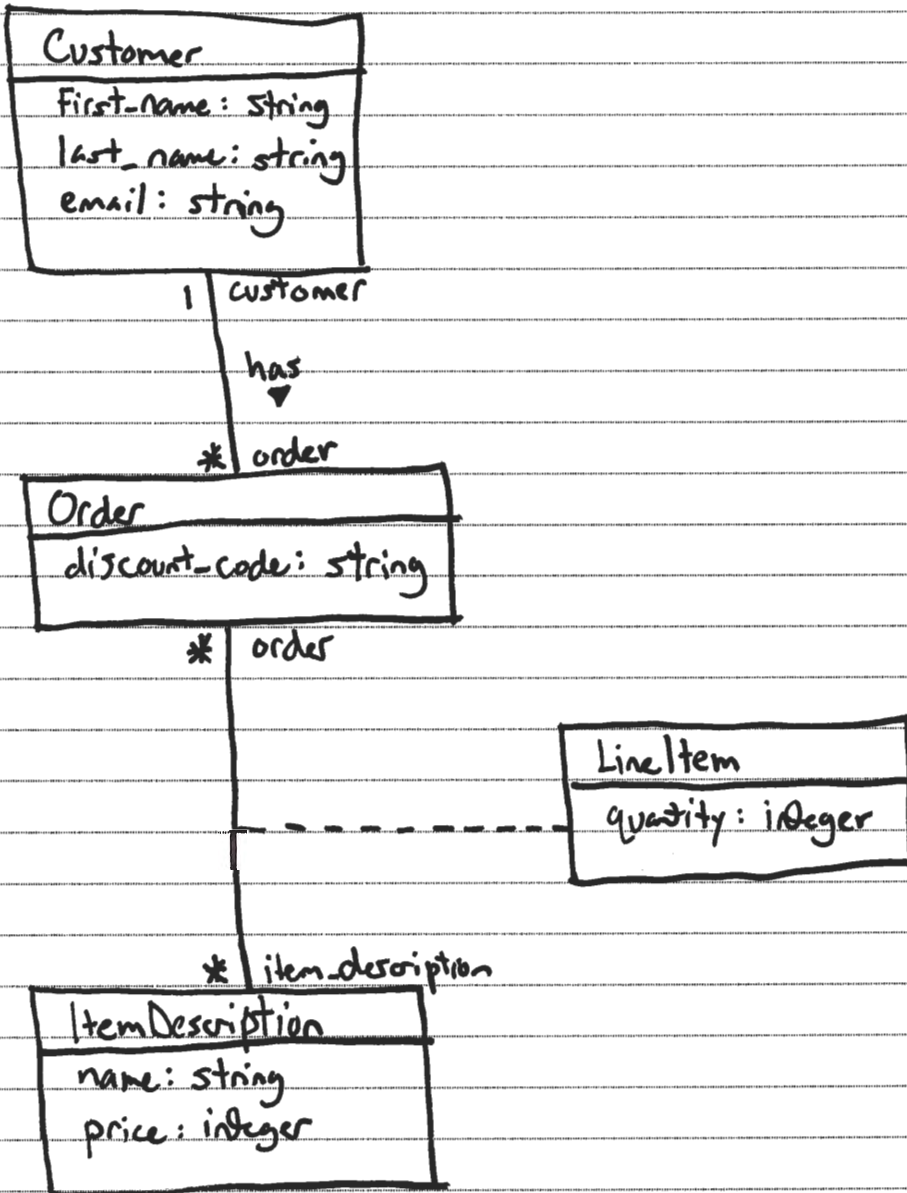 Customer
first_name: string
last_name: string
email: string
1 customer
has
* order
Order
discount_code: string
* order
LineItem
quantity: integer
* item_description
ItemDescription
name: string
price: integer